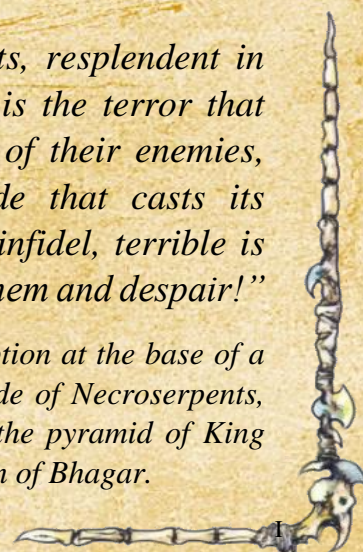 ts, resplendent in
is the terror that
of their enemies,
de that casts its
infidel, terrible is
hem and despair!”
tion at the base of a
de of Necroserpents,
the pyramid of King
n of Bhagar.
I